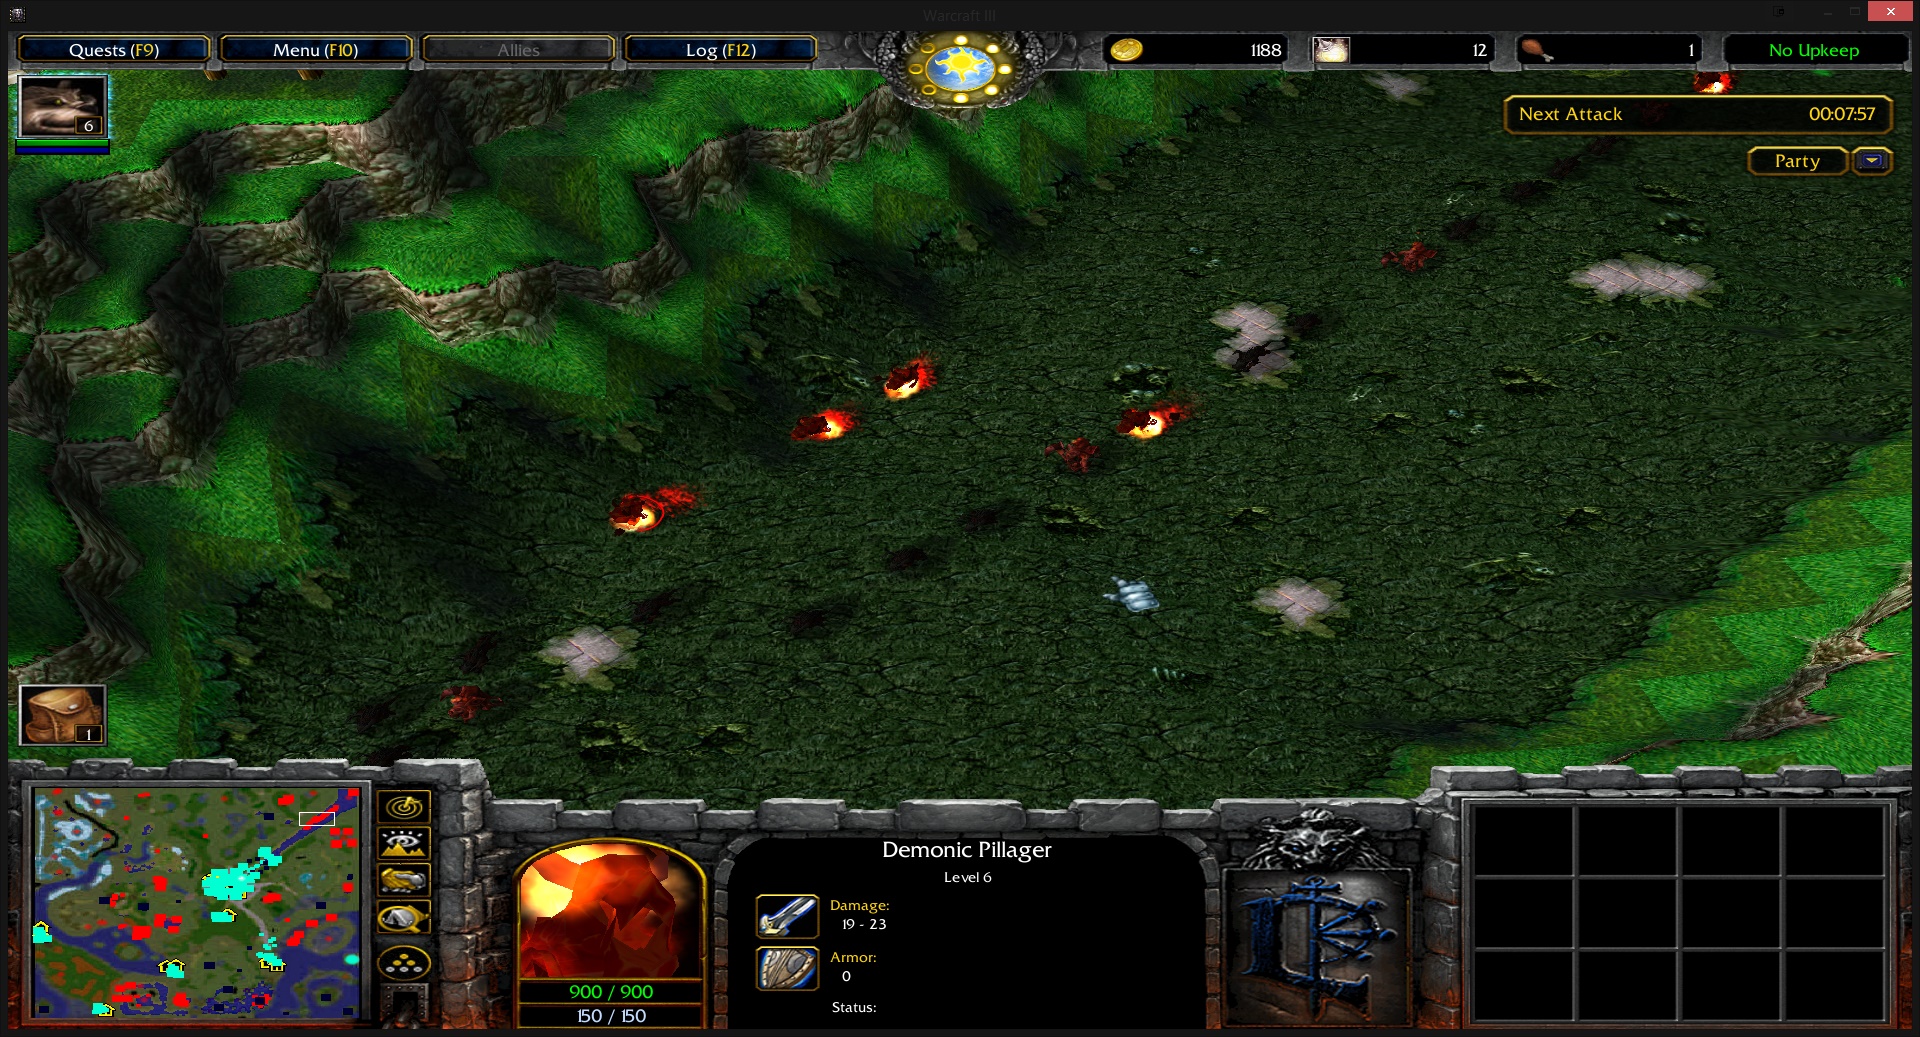 Warcraft III
Quests (F9)
Menu (F10)
Allies
Log (F12)
1188
12
1
No Upkeep
6
Next Attack 00:07:57
Party
1
Demonic Pillager
Level 6
Damage:
19 - 23
Armor:
0
Status:
900 / 900
150 / 150